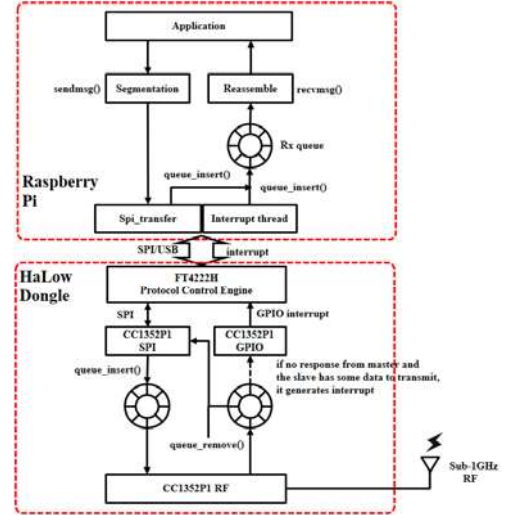 Application
sendmsg()
Segmentation
Reassemble
recvmsg()
Rx queue
queue_insert()
queue_insert()
Raspberry
Pi
Spi_transfer
Interrupt thread
SPI/USB
interrupt
HaLow
Dongle
FT4222H
Protocol Control Engine
SPI
GPIO interrupt
CC1352P1
SPI
CC1352P1
GPIO
queue_insert()
if no response from master and
the slave has some data to transmit,
it generates interrupt
queue_remove()
CC1352P1 RF
Sub-1GHz
RF